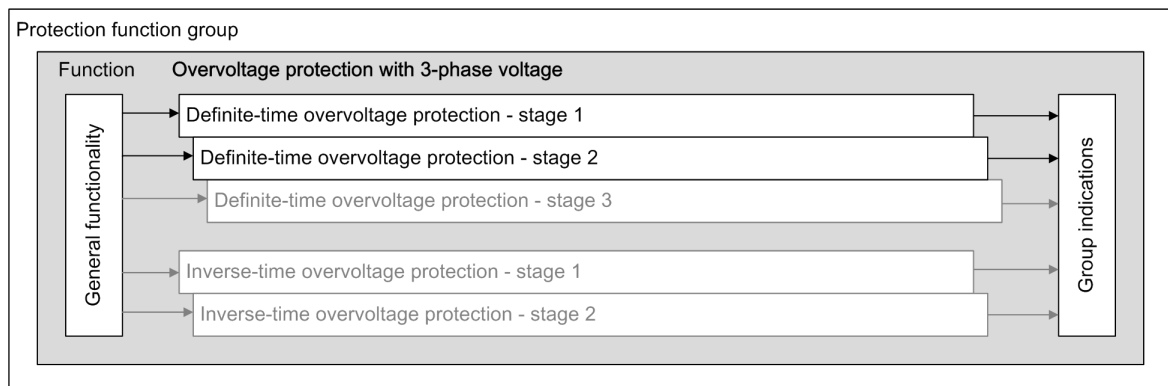 Protection function group
Function
Overvoltage protection with 3-phase voltage
General functionality
Definite-time overvoltage protection - stage 1
Definite-time overvoltage protection - stage 2
Definite-time overvoltage protection - stage 3
Inverse-time overvoltage protection - stage 1
Inverse-time overvoltage protection - stage 2
Group indications